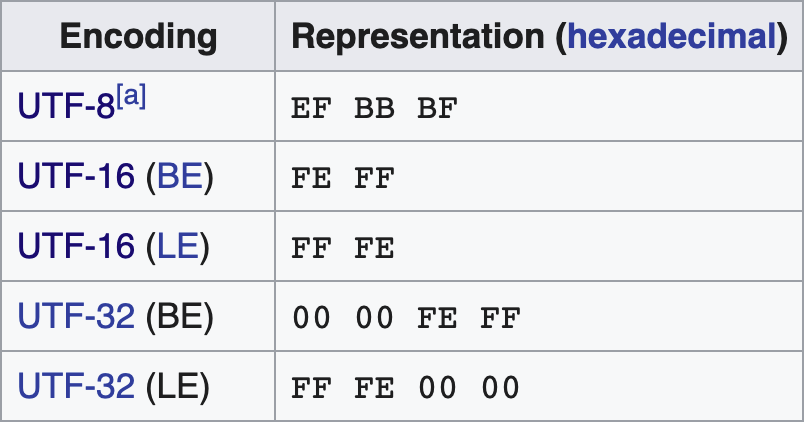 Encoding Representation (hexadecimal)
UTF-8[a] EF BB BF
UTF-16 (BE) FE FF
UTF-16 (LE) FF FE
UTF-32 (BE) 00 00 FE FF
UTF-32 (LE) FF FE 00 00